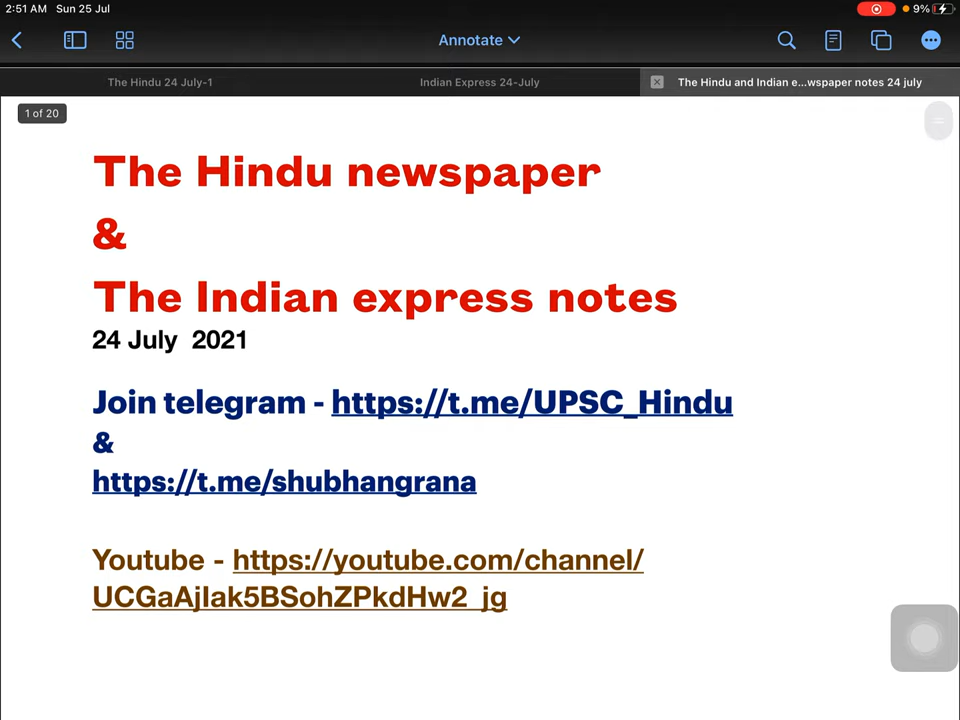 2:51 AM Sun 25 Jul 9%
Annotate
The Hindu 24 July-1 Indian Express 24-July The Hindu and Indian e...wspaper notes 24 july
1 of 20
The Hindu newspaper
&
The Indian express notes
24 July 2021
Join telegram - https://t.me/UPSC_Hindu
&
https://t.me/shubhangrana
Youtube - https://youtube.com/channel/
UCGaAjIak5BSohZPkdHw2_jg